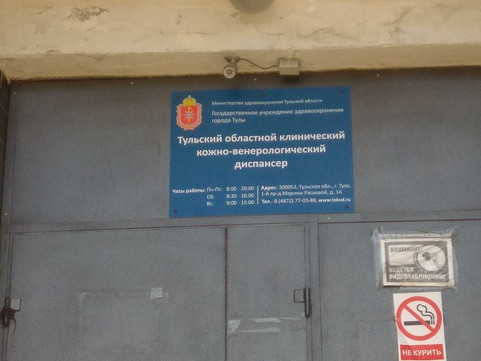 Министерство здравоохранения Тульской области
Государственное учреждение здравоохранения
города Тулы
Тульский областной клинический
кожно-венерологический
диспансер
Часы работы: Пн-Пт: 8:00 - 20:00
Сб: 8:30 - 18:00
Вс: 9:00 - 15.00
Адрес: 300053, Тульская обл., г. Тула,
1-й пр-д Марины Расковой, д. 1А
Тел.: 8 (4872) 77-03-80, www.tokvd.ru
ВНИМАНИЕ
ВЕДЕТСЯ
ВИДЕОНАБЛЮДЕНИЕ
НЕ КУРИТЬ